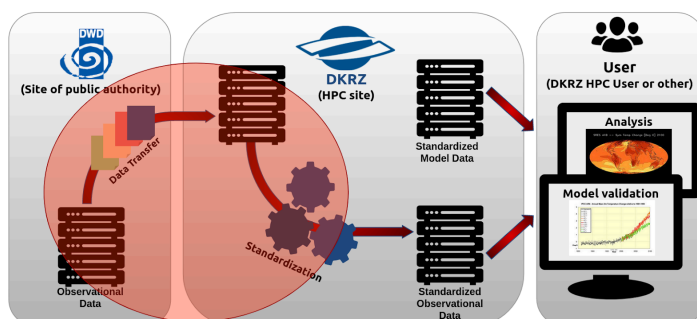 DWD
(Site of public authority)
Data Transfer
Observational
Data
DKRZ
(HPC site)
Standardization
Standardized
Model Data
Standardized
Observational
Data
User
(DKRZ HPC User or other)
Analysis
Model validation